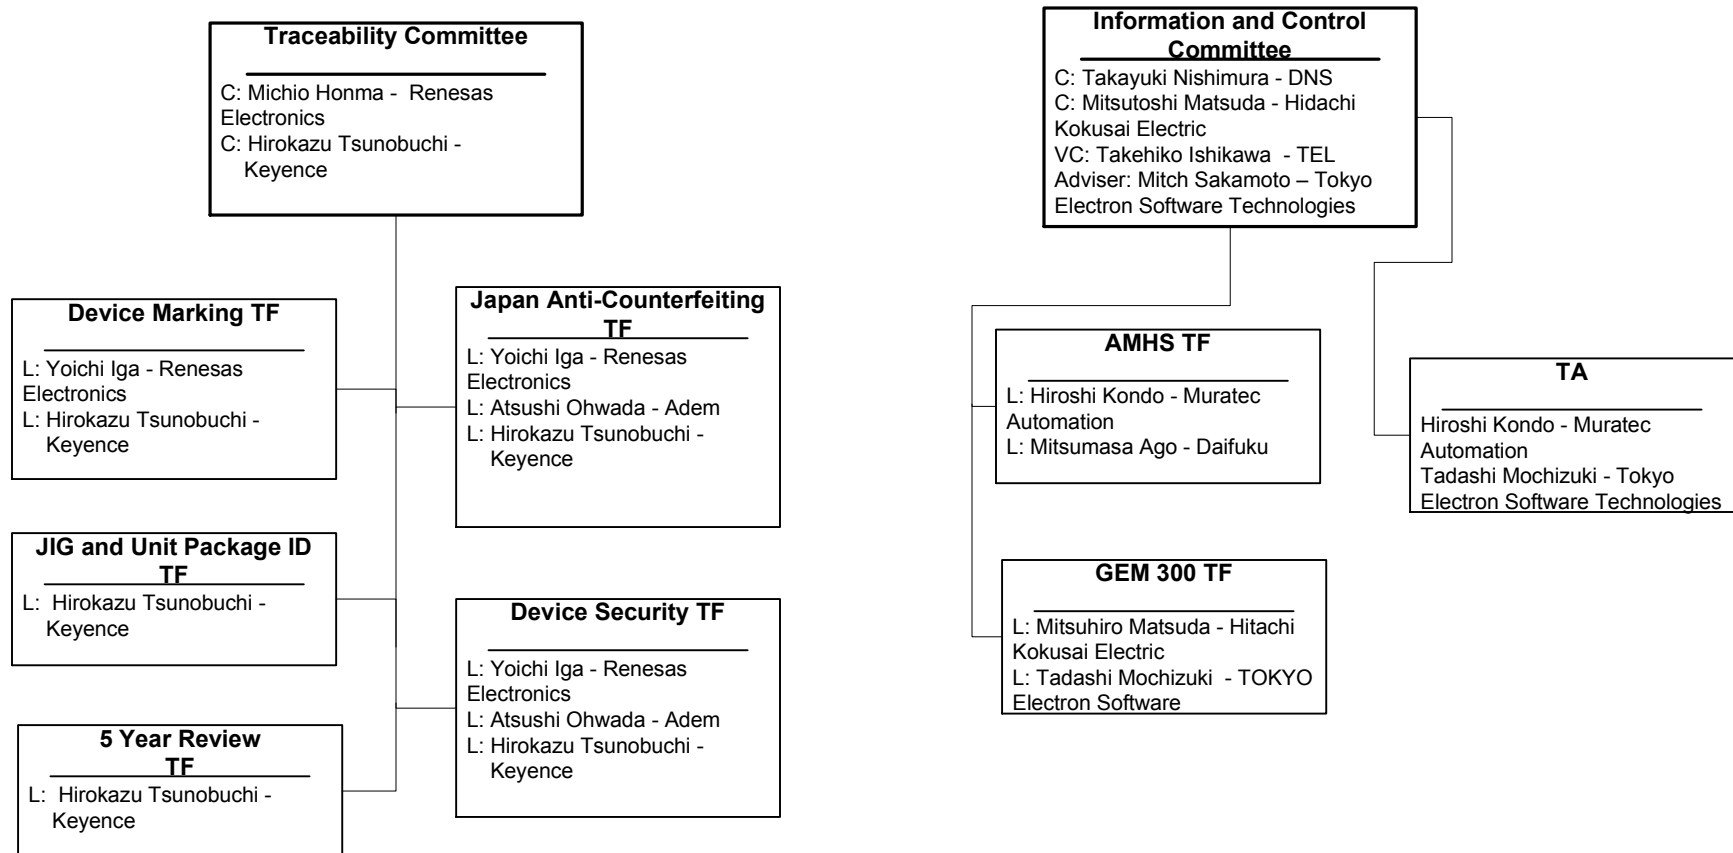 Traceability Committee
C: Michio Honma -  Renesas
Electronics
C: Hirokazu Tsunobuchi -
Keyence
Device Marking TF
L: Yoichi Iga - Renesas
Electronics
L: Hirokazu Tsunobuchi -
Keyence
Japan Anti-Counterfeiting
TF
L: Yoichi Iga - Renesas
Electronics
L: Atsushi Ohwada - Adem
L: Hirokazu Tsunobuchi -
Keyence
JIG and Unit Package ID
TF
L:  Hirokazu Tsunobuchi -
Keyence
Device Security TF
L: Yoichi Iga - Renesas
Electronics
L: Atsushi Ohwada - Adem
L: Hirokazu Tsunobuchi -
Keyence
5 Year Review
TF
L:  Hirokazu Tsunobuchi -
Keyence
Information and Control
Committee
C: Takayuki Nishimura - DNS
C: Mitsutoshi Matsuda - Hidachi
Kokusai Electric
VC: Takehiko Ishikawa  - TEL
Adviser: Mitch Sakamoto – Tokyo
Electron Software Technologies
AMHS TF
L: Hiroshi Kondo - Muratec
Automation
L: Mitsumasa Ago - Daifuku
TA
Hiroshi Kondo - Muratec
Automation
Tadashi Mochizuki - Tokyo
Electron Software Technologies
GEM 300 TF
L: Mitsuhiro Matsuda - Hitachi
Kokusai Electric
L: Tadashi Mochizuki  - TOKYO
Electron Software